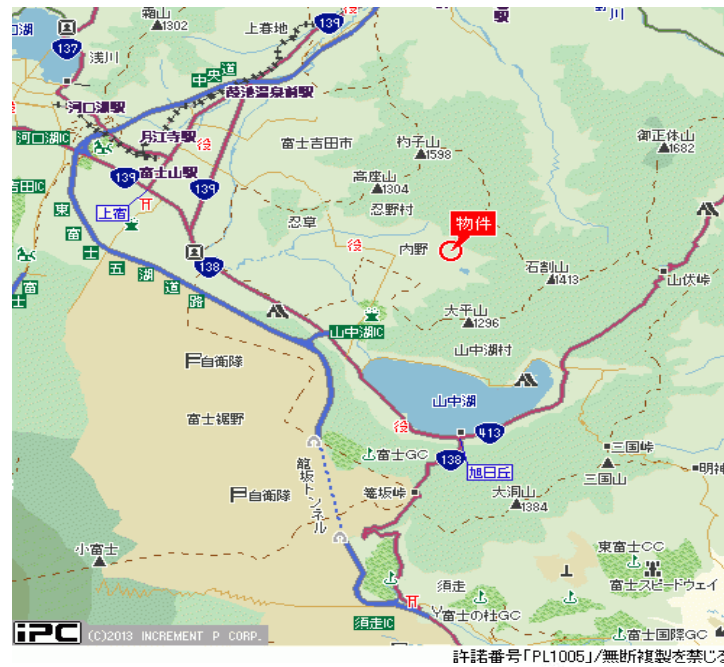 霜山
▲1302
上暮地
139
137
浅川
中央道
葭池温泉前駅
河口湖駅
月江寺駅
河口湖IC
富士吉田市
杓子山
▲1598
御正体山
▲1682
139
富士山駅
139
高座山
▲1304
吉田IC
上宿
忍草
忍野村
物件
役
内野
東富士五湖道路
138
石割山
▲1413
山伏峠
大平山
▲1296
山中湖IC
山中湖村
自衛隊
富士裾野
山中湖
役
413
富士GC
138
旭日丘
三国峠
三国山
明神
籠坂トンネル
篭坂峠
大洞山
▲1384
自衛隊
小富士
東富士CC
須走
富士スピードウェイ
富士の杜GC
須走IC
富士国際GC
iPC (C)2013 INCREMENT P CORP.
許諾番号「PL1005」/無断複製を禁じる